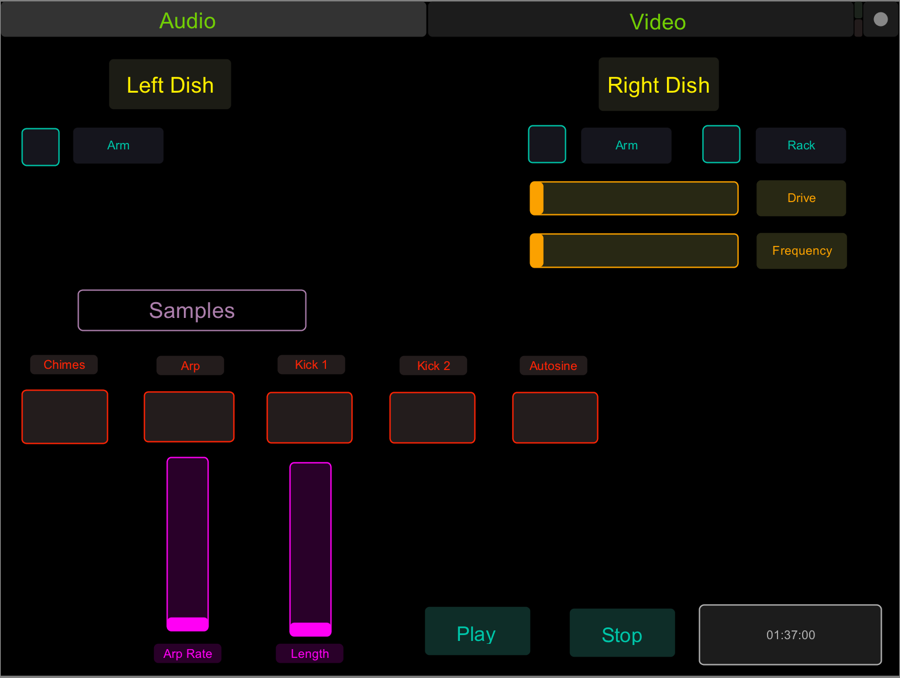 Audio
Video
Left Dish
Right Dish
Arm
Arm
Rack
Drive
Frequency
Samples
Chimes
Arp
Kick 1
Kick 2
Autosine
Arp Rate
Length
Play
Stop
01:37:00